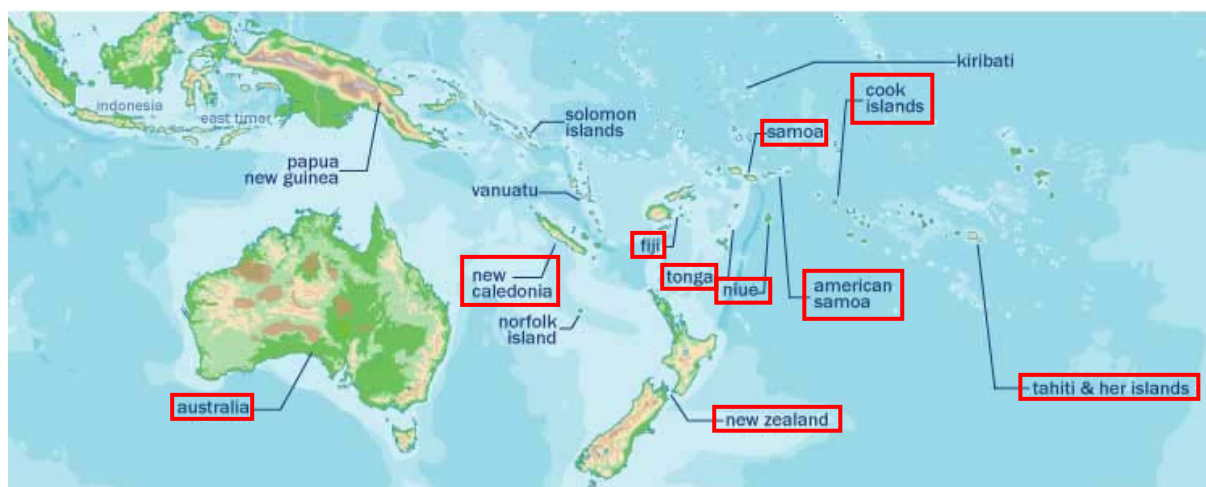 kiribati
cook
islands
indonesia
east timor
solomon
islands
samoa
papua
new guinea
vanuatu
fiji
new
caledonia
tonga
niue
american
samoa
norfolk
island
australia
tahiti & her islands
new zealand